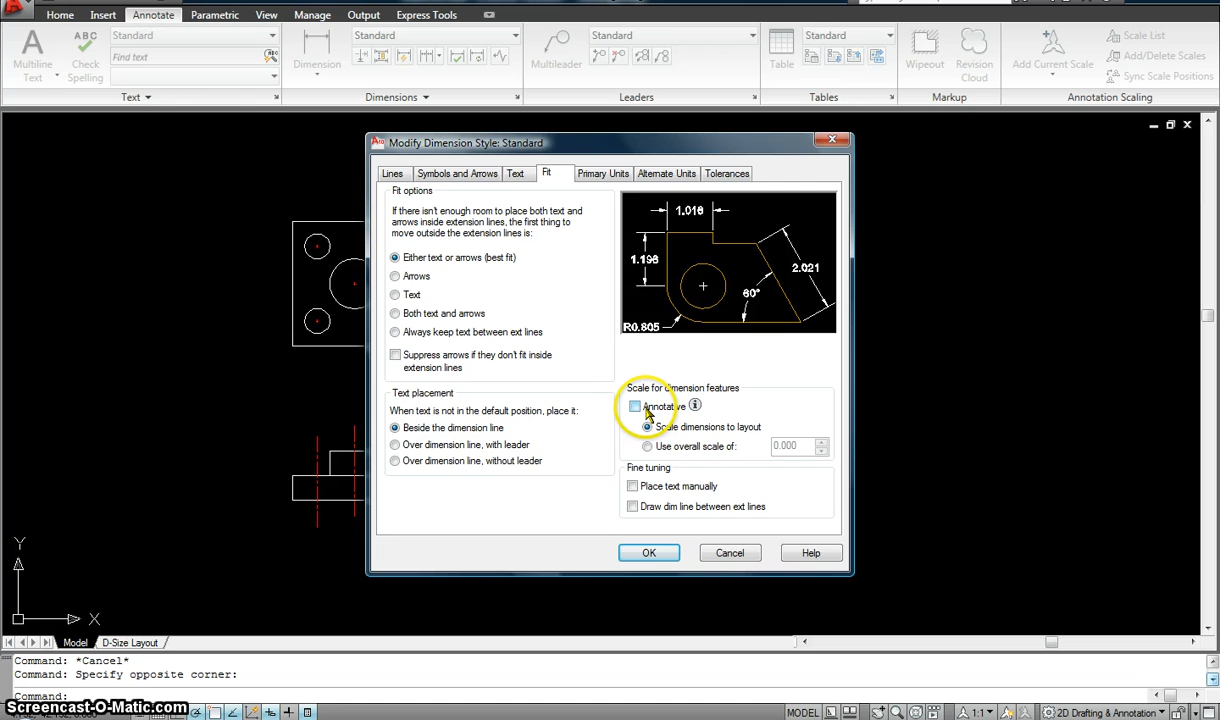 Home Insert Annotate Parametric View Manage Output Express Tools
Standard Standard Standard Standard Scale List
Find text Add/Delete Scales
Multiline Text Check Spelling Dimension Multileader Table Wipeout Revision Cloud Add Current Scale Sync Scale Positions
Text Dimensions Leaders Tables Markup Annotation Scaling
Modify Dimension Style: Standard
Lines Symbols and Arrows Text Fit Primary Units Alternate Units Tolerances
Fit options
If there isn't enough room to place both text and
arrows inside extension lines, the first thing to
move outside the extension lines is:
Either text or arrows (best fit)
Arrows
Text
Both text and arrows
Always keep text between ext lines
Suppress arrows if they don't fit inside
extension lines
Text placement
When text is not in the default position, place it:
Beside the dimension line
Over dimension line, with leader
Over dimension line, without leader
1.016
1.196
2.021
60°
R0.805
Scale for dimension features
Annotative
Scale dimensions to layout
Use overall scale of: 0.000
Fine tuning
Place text manually
Draw dim line between ext lines
OK Cancel Help
Y
X
Model D-Size Layout
Command: *Cancel*
Command: Specify opposite corner:
Command:
Screencast-O-Matic.com
MODEL 1:1 2D Drafting & Annotation